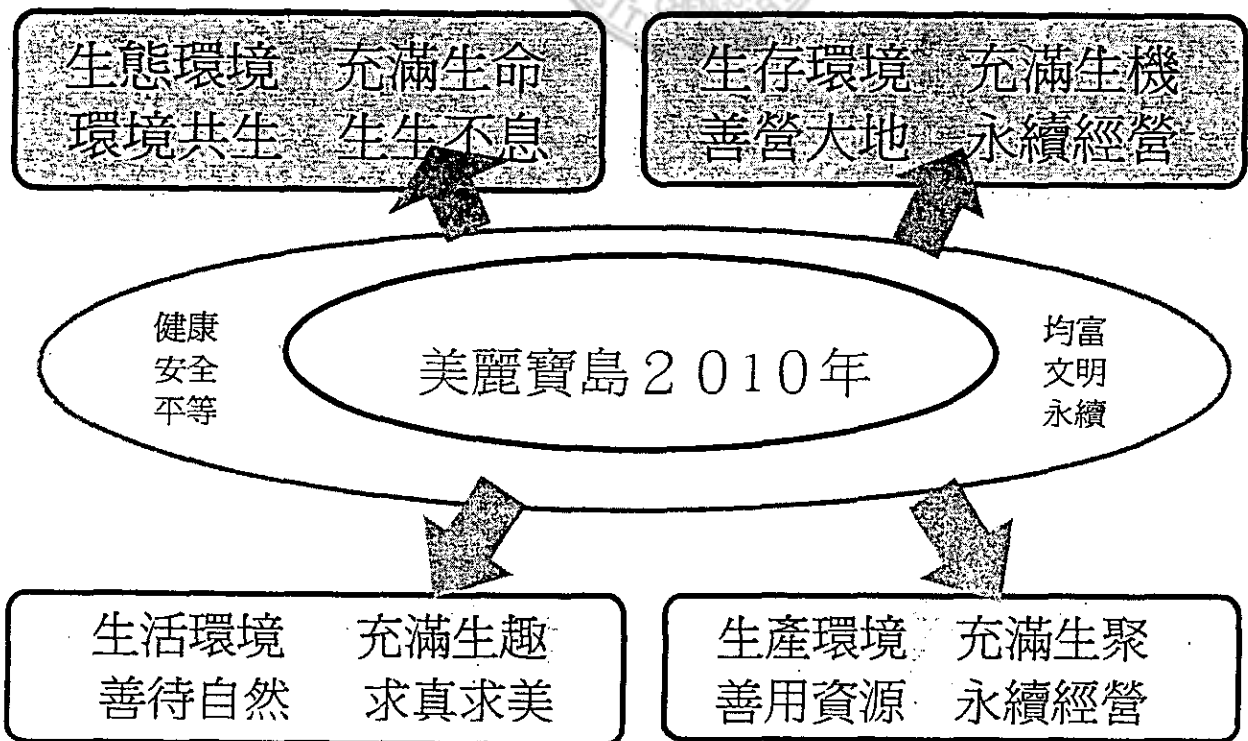 生態環境 充滿生命
環境共生 生生不息
生存環境 充滿生機
善營大地 永續經營
健康
安全
平等
美麗寶島2010年
均富
文明
永續
生活環境 充滿生趣
善待自然 求真求美
生產環境 充滿生聚
善用資源 永續經營